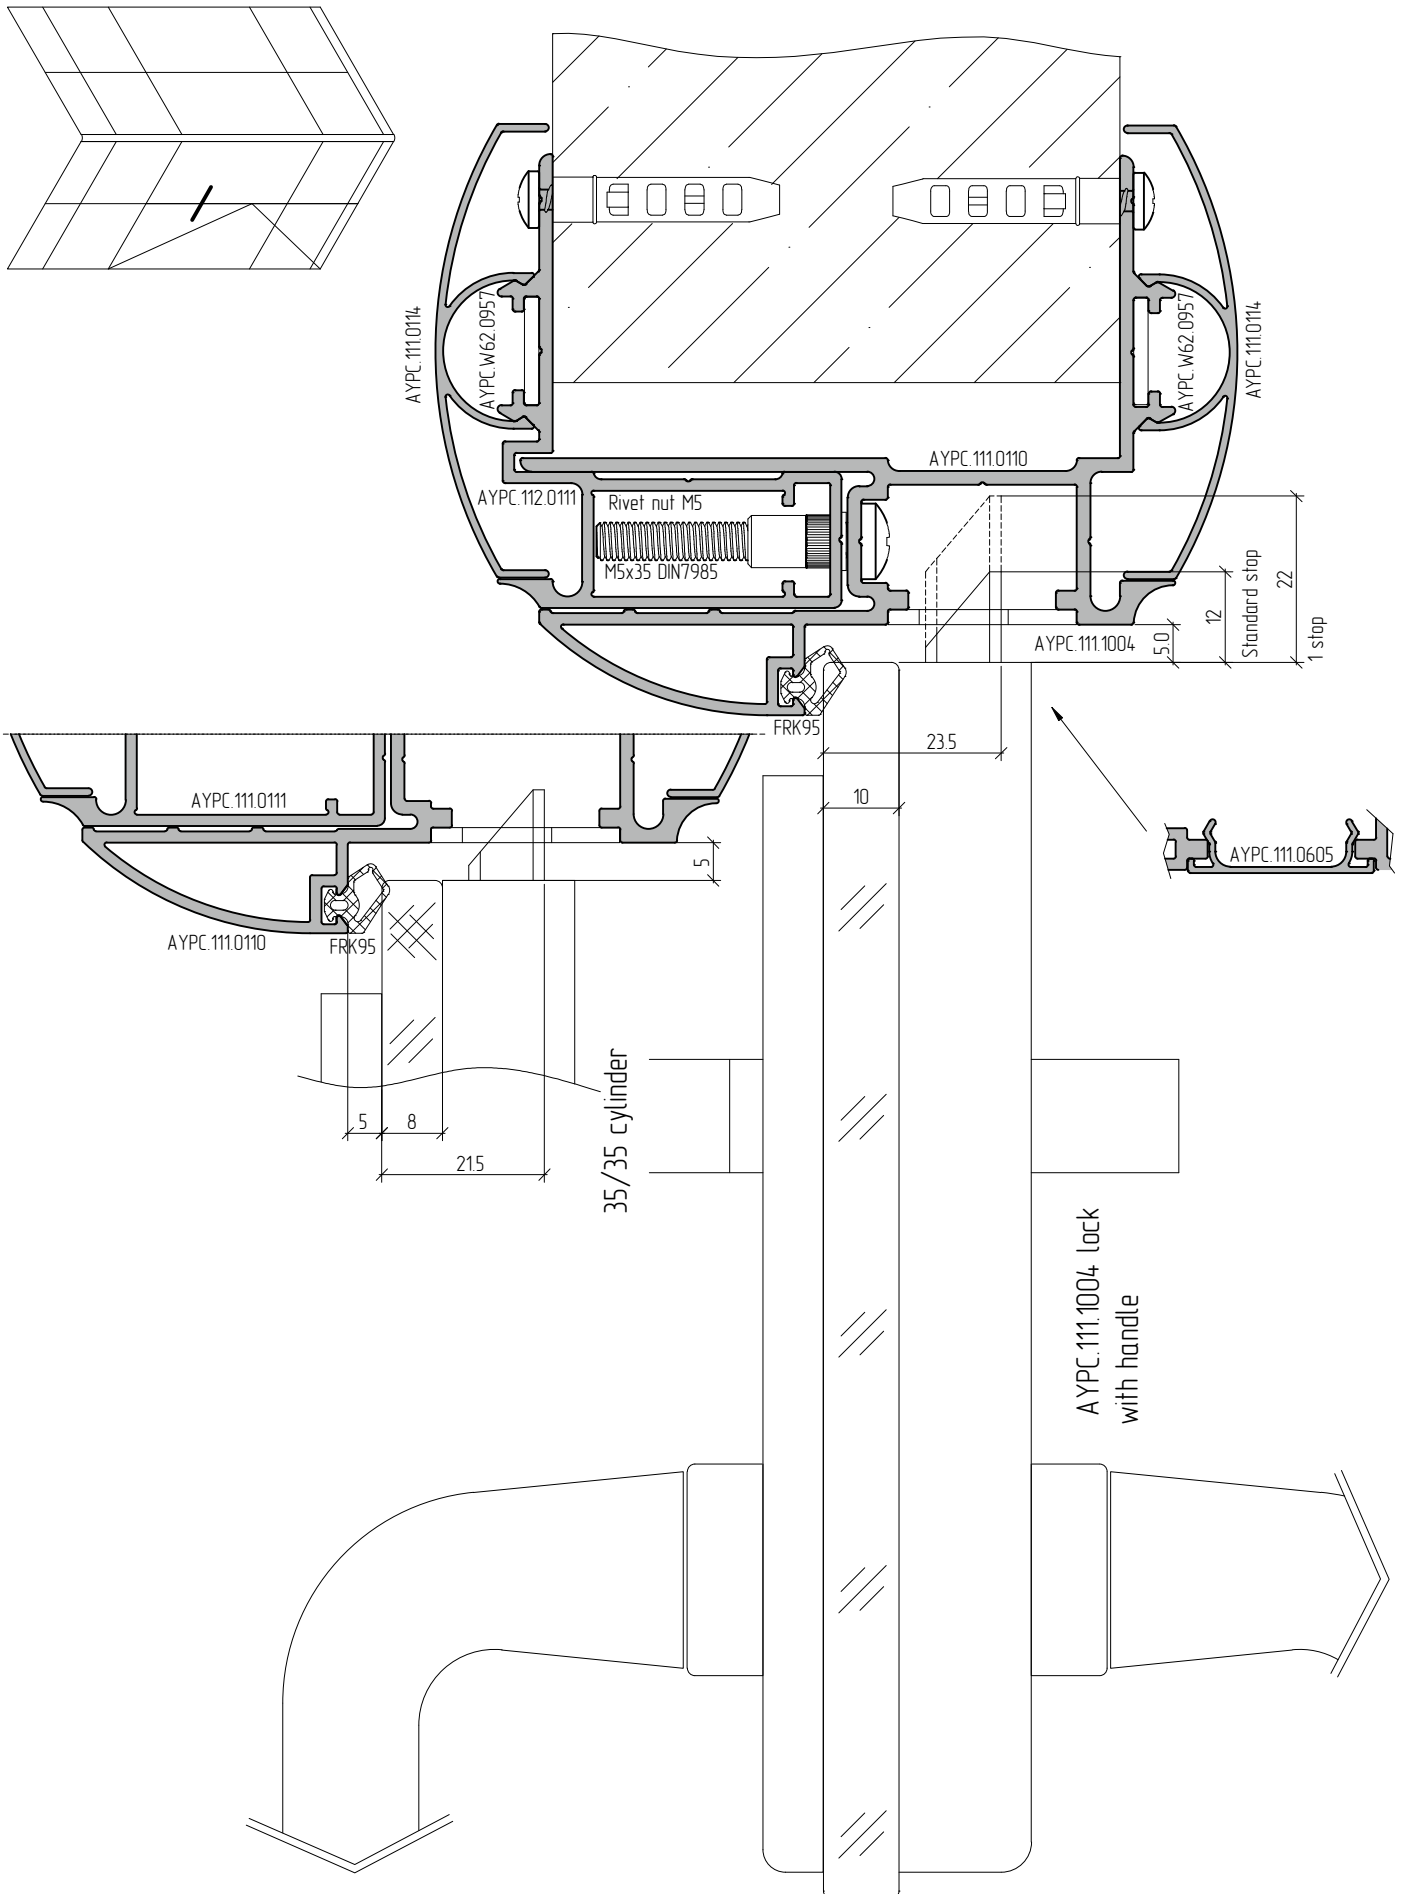 AYPC.111.0114
AYPC.W62.0957
AYPC.W62.0957
AYPC.111.0114
AYPC.111.0110
AYPC.112.0111
Rivet nut M5
M5x35 DIN7985
22
12
Standard stop
1 stop
5.0
AYPC.111.1004
FRK95
23.5
10
AYPC.111.0111
5
AYPC.111.0605
AYPC.111.0110
FRK95
5
8
21.5
35/35 cylinder
AYPC.111.1004 lock
with handle